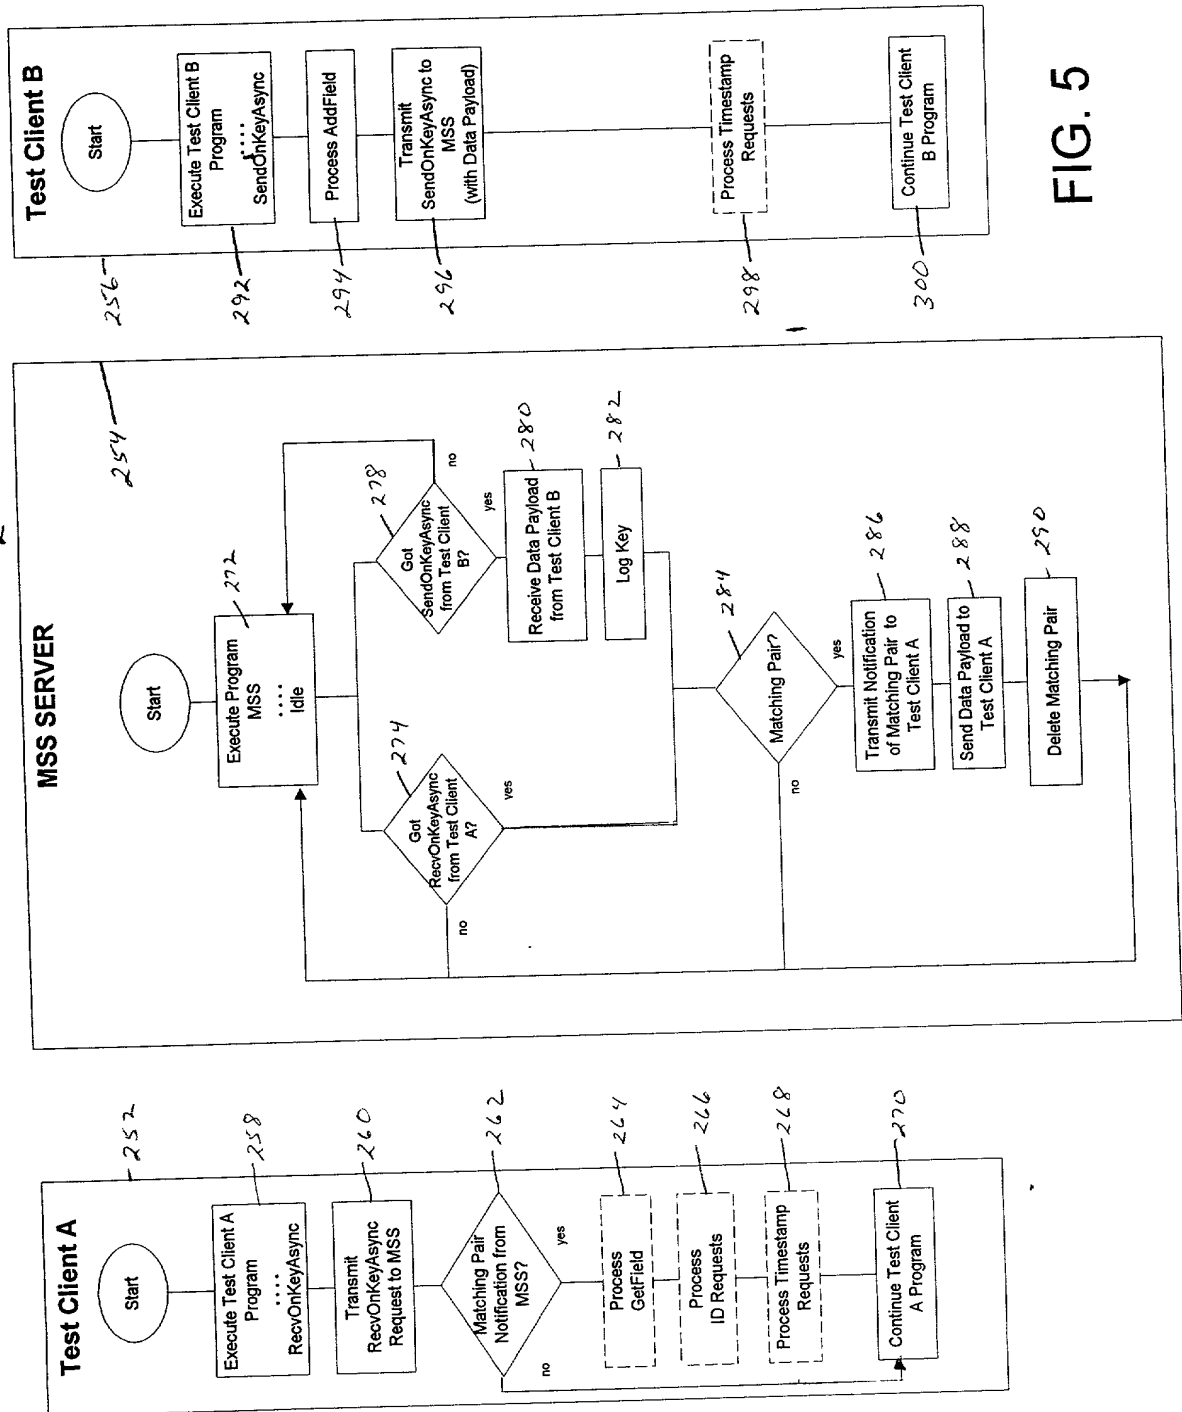 Test Client A
252
Start
Execute Test Client A
Program
....
RecvOnKeyAsync
258
Transmit
RecvOnKeyAsync
Request to MSS
260
Matching Pair
Notification from
MSS?
262
yes
no
Process
GetField
264
Process
ID Requests
266
Process Timestamp
Requests
268
Continue Test Client
A Program
270
MSS SERVER
254
Start
Execute Program
MSS
....
Idle
272
Got
RecvOnKeyAsync
from Test Client
A?
274
yes
no
Got
SendOnKeyAsync
from Test Client
B?
278
no
yes
Receive Data Payload
from Test Client B
280
Log Key
282
Matching Pair?
284
yes
no
Transmit Notification
of Matching Pair to
Test Client A
286
Send Data Payload to
Test Client A
288
Delete Matching Pair
290
Test Client B
256
Start
Execute Test Client B
Program
....
SendOnKeyAsync
292
Process AddField
294
Transmit
SendOnKeyAsync to
MSS
(with Data Payload)
296
Process Timestamp
Requests
298
Continue Test Client
B Program
300
FIG. 5